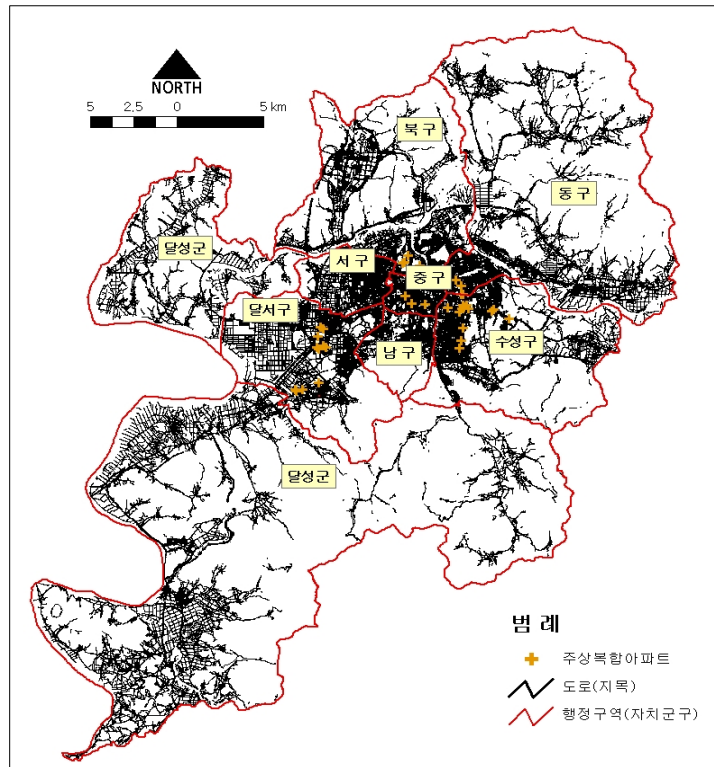 NORTH
5 2.5 0 5 km
북구
동구
달성군
서구
중구
달서구
남구
수성구
달성군
범 례
주상복합아파트
도로(지목)
행정구역(자치군구)